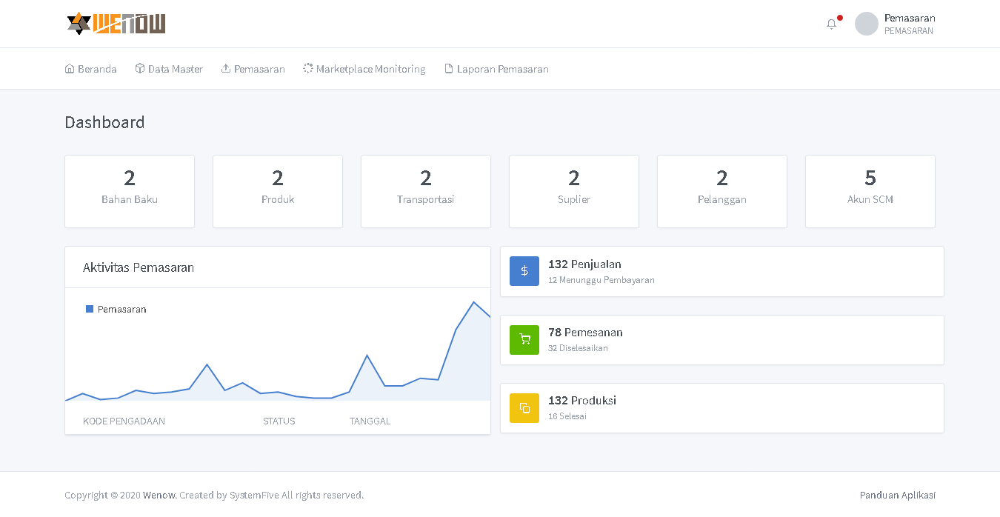 WENOW
Pemasaran
PEMASARAN
Beranda
Data Master
Pemasaran
Marketplace Monitoring
Laporan Pemasaran
Dashboard
2
Bahan Baku
2
Produk
2
Transportasi
2
Suplier
2
Pelanggan
5
Akun SCM
Aktivitas Pemasaran
Pemasaran
KODE PENGADAAN
STATUS
TANGGAL
132 Penjualan
12 Menunggu Pembayaran
78 Pemesanan
32 Diselesaikan
132 Produksi
16 Selesai
Copyright © 2020 Wenow. Created by SystemFive All rights reserved.
Panduan Aplikasi